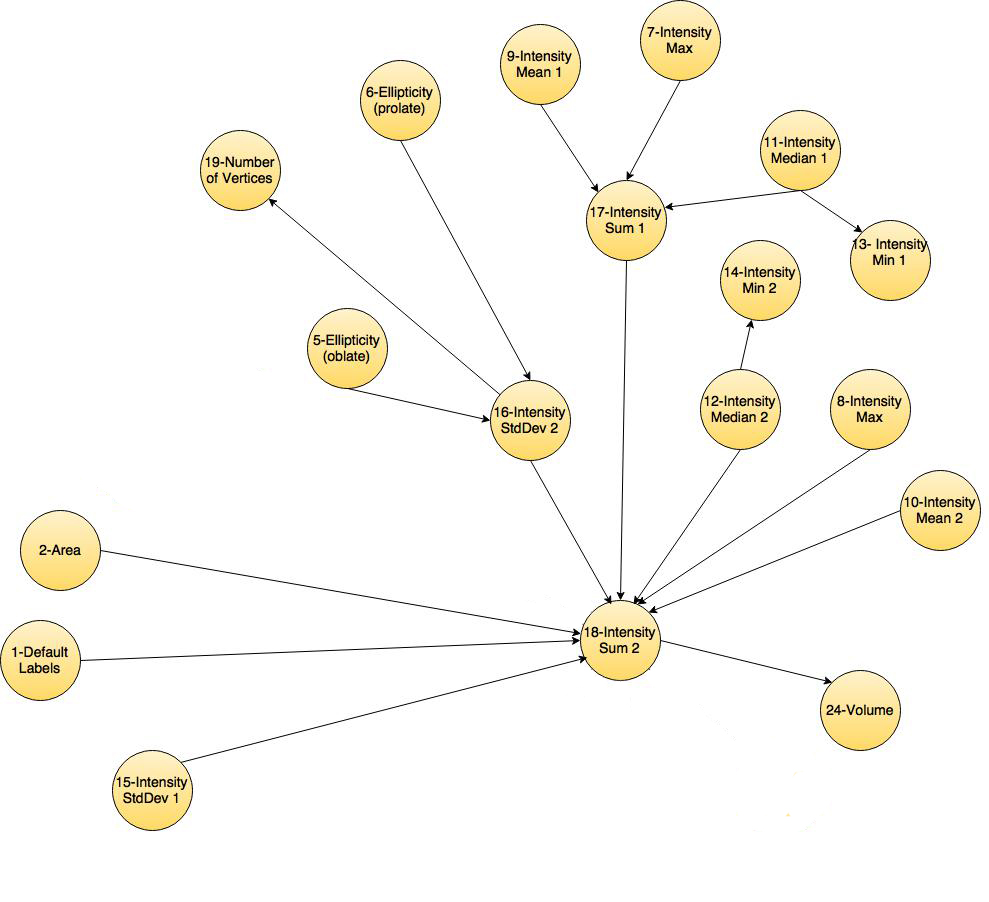 7-Intensity
Max
9-Intensity
Mean 1
6-Ellipticity
(prolate)
11-Intensity
Median 1
19-Number
of Vertices
17-Intensity
Sum 1
13- Intensity
Min 1
14-Intensity
Min 2
5-Ellipticity
(oblate)
16-Intensity
StdDev 2
12-Intensity
Median 2
8-Intensity
Max
10-Intensity
Mean 2
2-Area
18-Intensity
Sum 2
1-Default
Labels
24-Volume
15-Intensity
StdDev 1